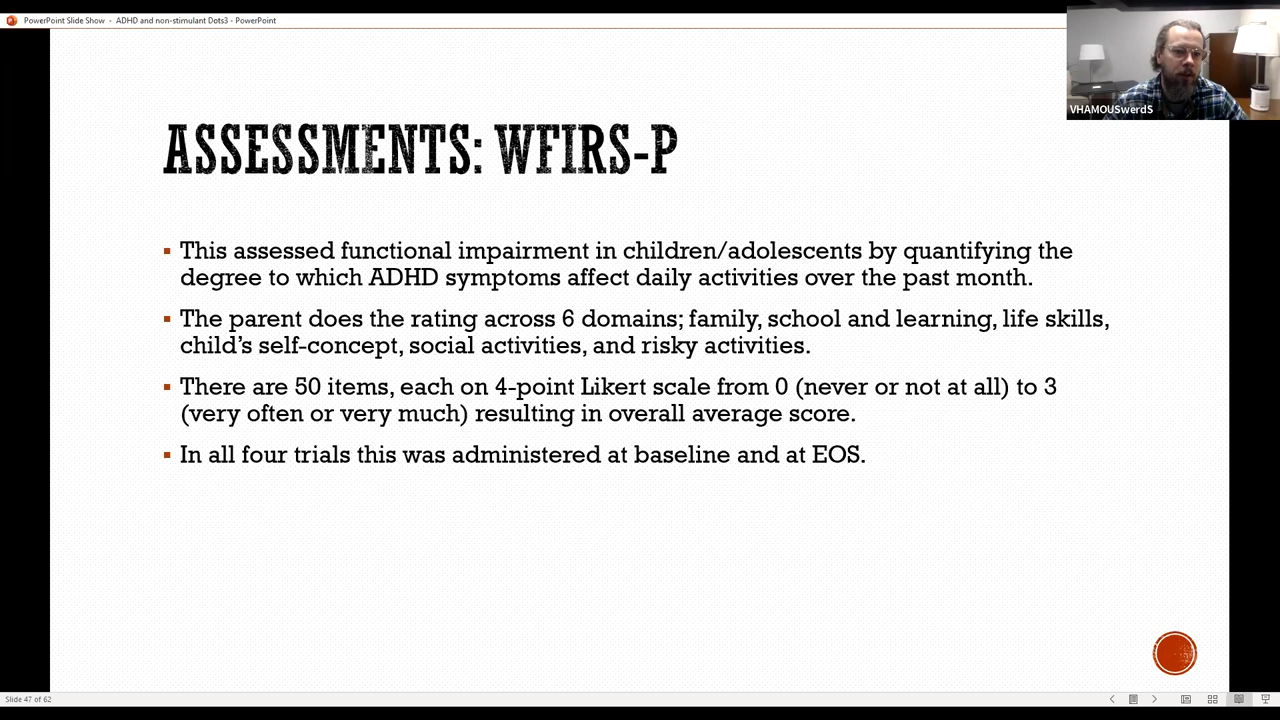 PowerPoint Slide Show - ADHD and non-stimulant Dots3 - PowerPoint
VHAMOUSwerdS
ASSESSMENTS: WFIRS-P
▪ This assessed functional impairment in children/adolescents by quantifying the
degree to which ADHD symptoms affect daily activities over the past month.
▪ The parent does the rating across 6 domains; family, school and learning, life skills,
child's self-concept, social activities, and risky activities.
▪ There are 50 items, each on 4-point Likert scale from 0 (never or not at all) to 3
(very often or very much) resulting in overall average score.
▪ In all four trials this was administered at baseline and at EOS.
Slide 47 of 62